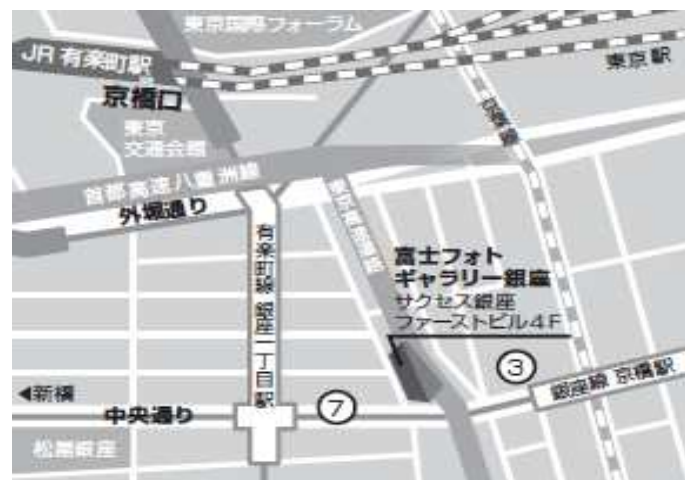 東京国際フォーラム
JR 有楽町駅
東京駅
京橋口
東京
交通会館
首都高速八重洲線
外堀通り
有楽町線 銀座一丁目駅
富士フォト
ギャラリー銀座
サクセス銀座
ファーストビル4F
③
銀座線 京橋駅
◀新橋
中央通り
⑦
松屋銀座